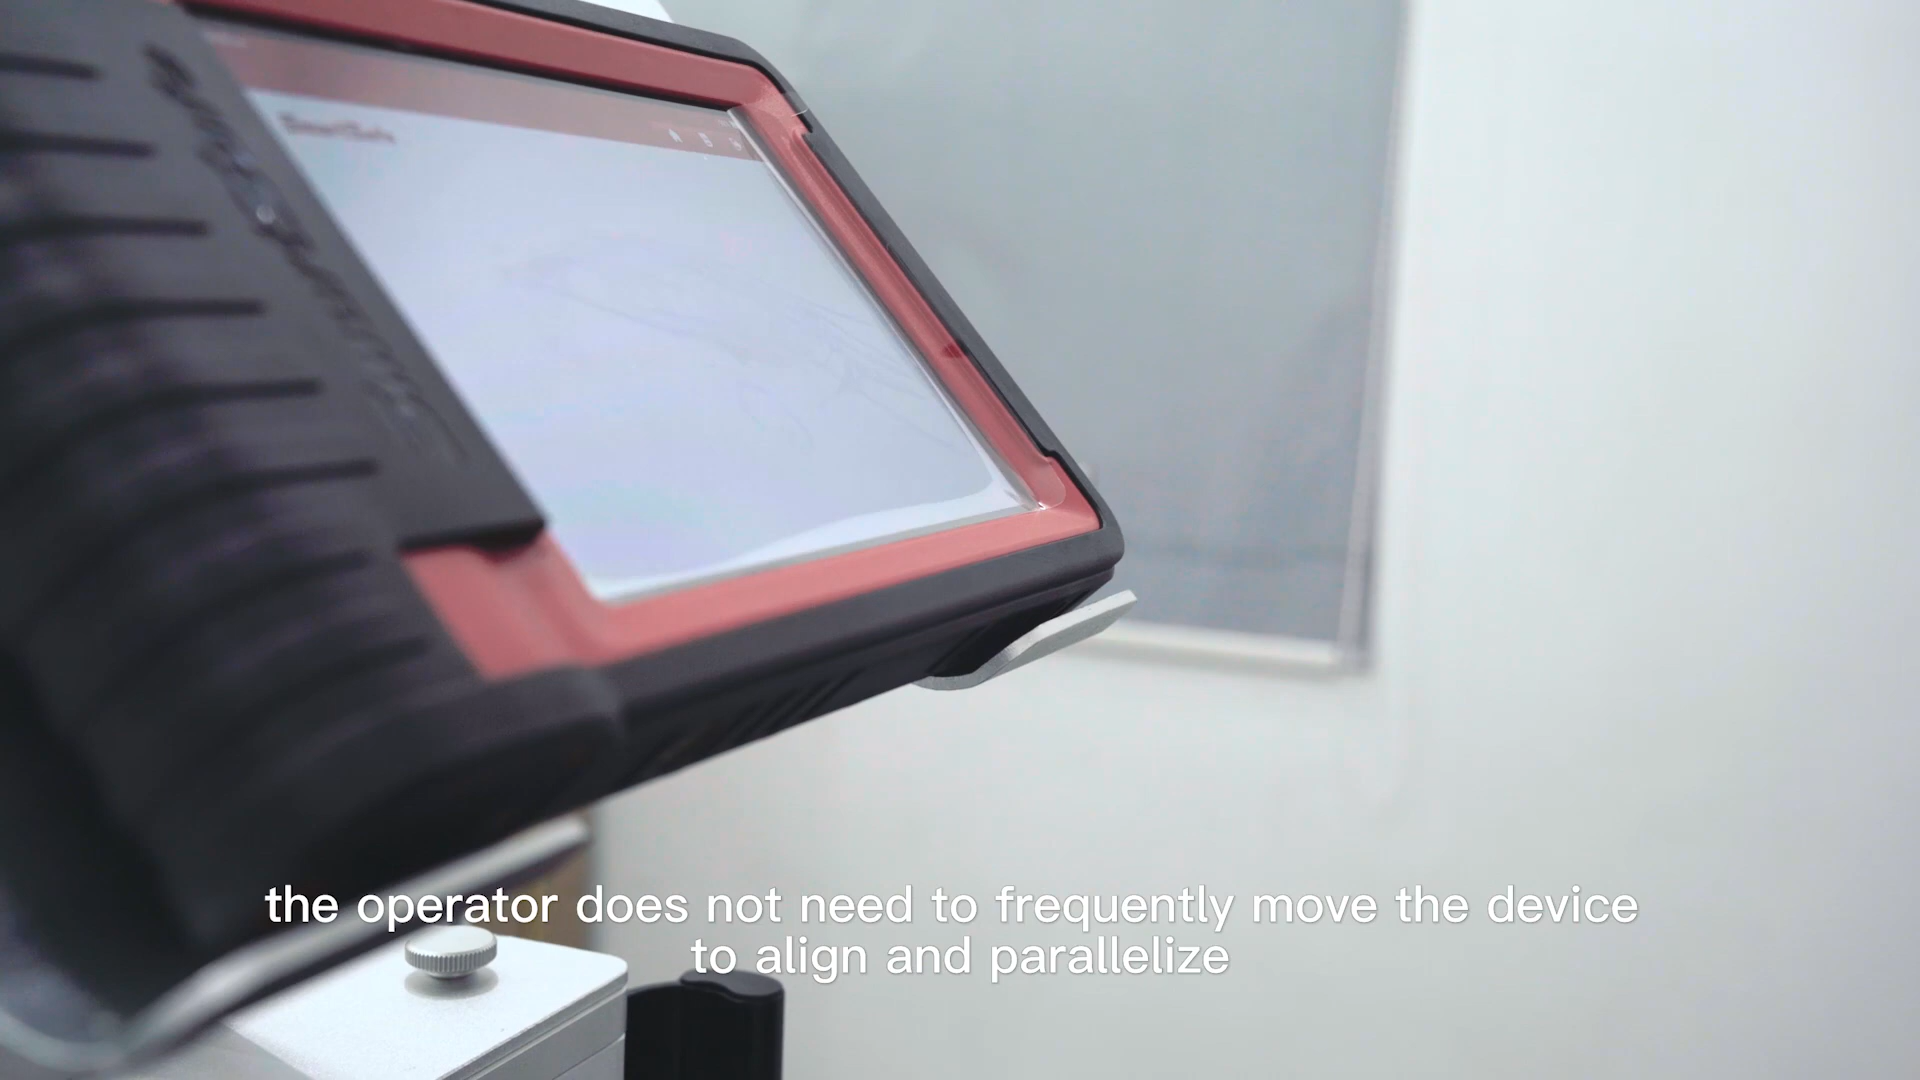 the operator does not need to frequently move the device
to align and parallelize